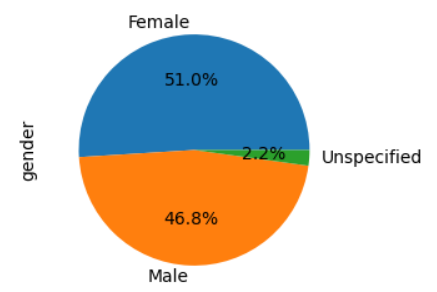 Female
51.0%
gender
2.2%
Unspecified
46.8%
Male